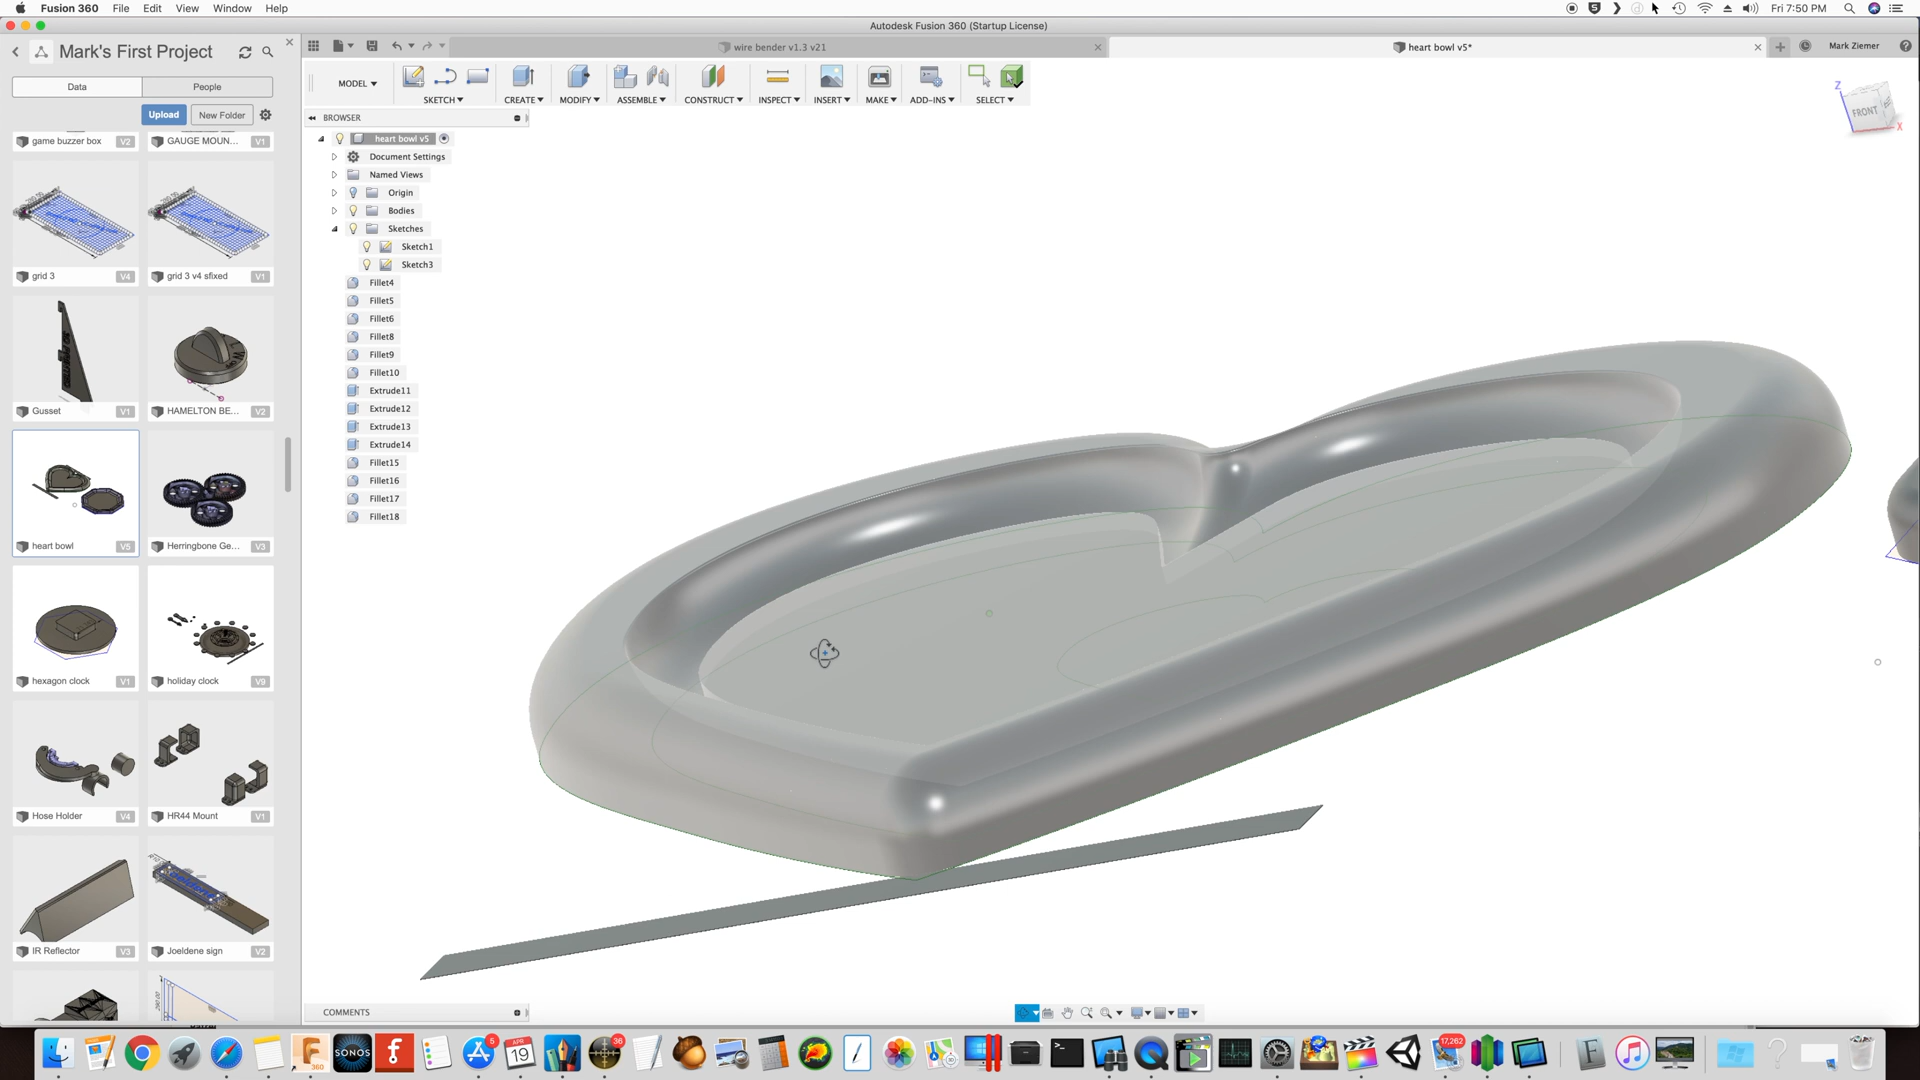 Fusion 360 File Edit View Window Help
Fri 7:50 PM
Autodesk Fusion 360 (Startup License)
Mark's First Project
wire bender v1.3 v21
heart bowl v5*
Mark Ziemer
Data People
MODEL
SKETCH CREATE MODIFY ASSEMBLE CONSTRUCT INSPECT INSERT MAKE ADD-INS SELECT
Upload New Folder
BROWSER
FRONT
Z
X
game buzzer box V2
GAUGE MOUN... V1
heart bowl v5
Document Settings
Named Views
Origin
Bodies
Sketches
Sketch1
Sketch3
Fillet4
Fillet5
Fillet6
Fillet8
Fillet9
Fillet10
Extrude11
Extrude12
Extrude13
Extrude14
Fillet15
Fillet16
Fillet17
Fillet18
grid 3 V4
grid 3 v4 sfixed V1
Gusset V1
HAMELTON BE... V2
heart bowl V5
Herringbone Ge... V3
hexagon clock V1
holiday clock V9
Hose Holder V4
HR44 Mount V1
IR Reflector V3
Joeldene sign V2
COMMENTS
360
SONOS
5
APR
19
36
17,262